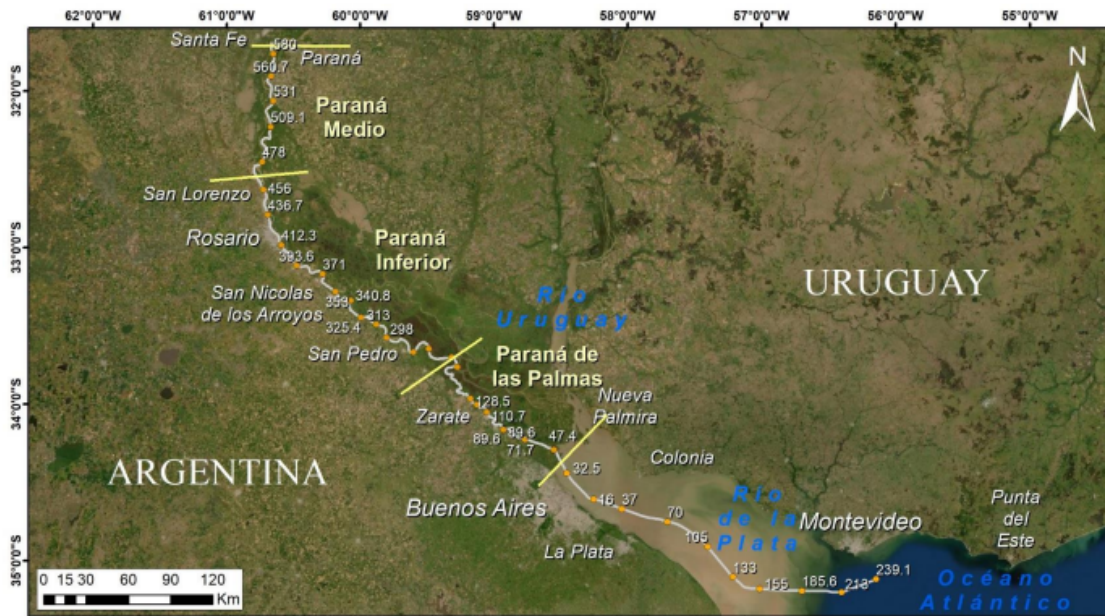 62°0'0"O
61°0'0"O
60°0'0"O
59°0'0"O
58°0'0"O
57°0'0"O
56°0'0"O
55°0'0"O
Santa Fe
580
Paraná
560.7
N
32°0'0"S
531
Paraná
Medio
509.1
478
San Lorenzo
456
436.7
Rosario
412.3
Paraná
Inferior
33°0'0"S
393.6
371
URUGUAY
San Nicolas
de los Arroyos
353
340.8
Río
Uruguay
325.4
313
298
San Pedro
Paraná de
las Palmas
Nueva
Palmira
34°0'0"S
128.5
Zarate
110.7
89.6
89.6
71.7
47.4
32.5
Colonia
ARGENTINA
Buenos Aires
16
37
70
Río
de la
Plata
Montevideo
Punta
del
Este
105
La Plata
35°0'0"S
133
155
185.6
213
239.1
Océano
Atlántico
0 15 30 60 90 120
Km